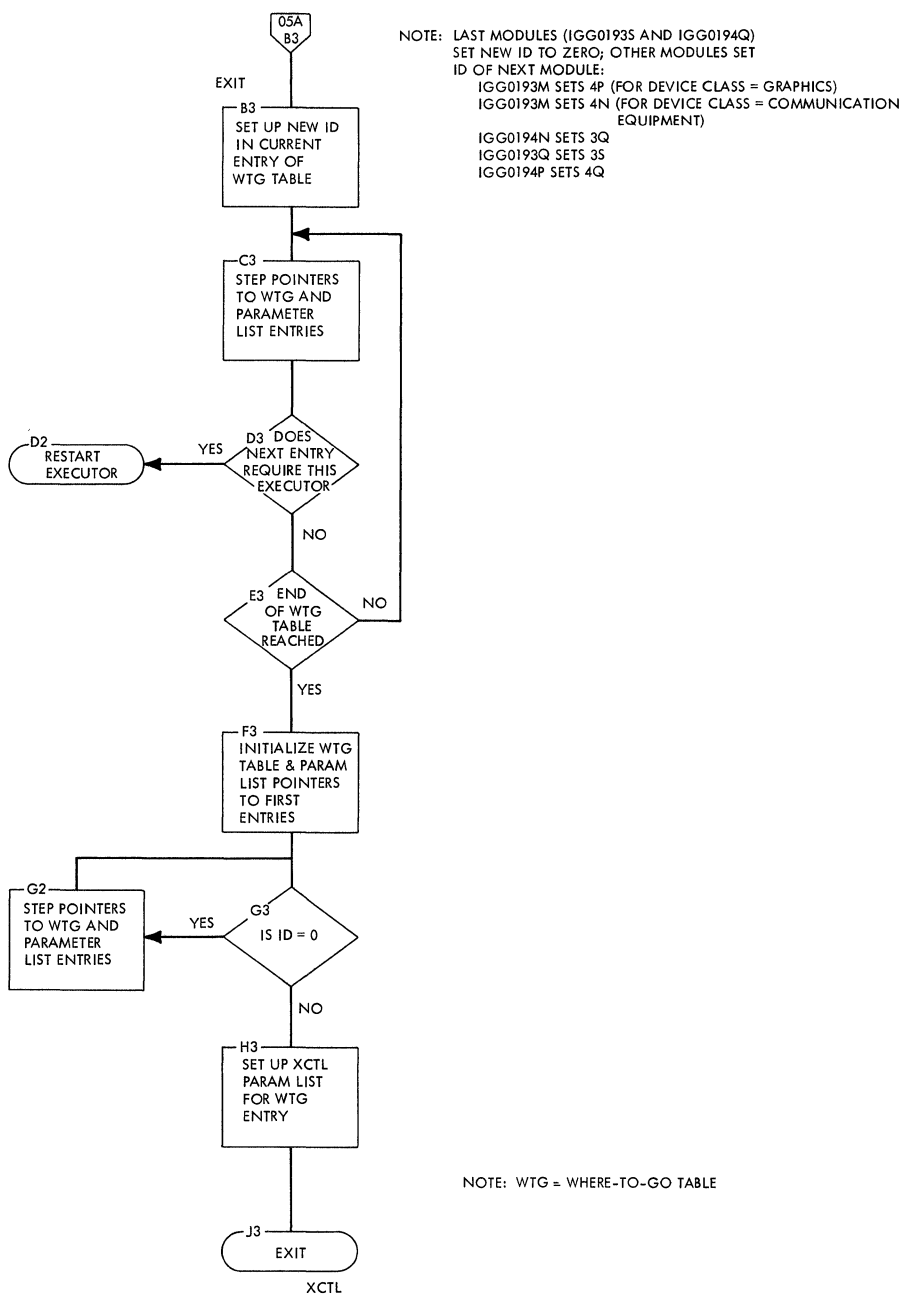 05A
B3
NOTE: LAST MODULES (IGG0193S AND IGG0194Q)
SET NEW ID TO ZERO; OTHER MODULES SET
ID OF NEXT MODULE:
IGG0193M SETS 4P (FOR DEVICE CLASS = GRAPHICS)
IGG0193M SETS 4N (FOR DEVICE CLASS = COMMUNICATION
EQUIPMENT)
IGG0194N SETS 3Q
IGG0193Q SETS 3S
IGG0194P SETS 4Q
EXIT
B3
SET UP NEW ID
IN CURRENT
ENTRY OF
WTG TABLE
C3
STEP POINTERS
TO WTG AND
PARAMETER
LIST ENTRIES
D3 DOES
NEXT ENTRY
REQUIRE THIS
EXECUTOR
YES
D2
RESTART
EXECUTOR
NO
E3 END
OF WTG
TABLE
REACHED
NO
YES
F3
INITIALIZE WTG
TABLE & PARAM
LIST POINTERS
TO FIRST
ENTRIES
G2
STEP POINTERS
TO WTG AND
PARAMETER
LIST ENTRIES
YES
G3
IS ID = 0
NO
H3
SET UP XCTL
PARAM LIST
FOR WTG
ENTRY
NOTE: WTG = WHERE-TO-GO TABLE
J3
EXIT
XCTL